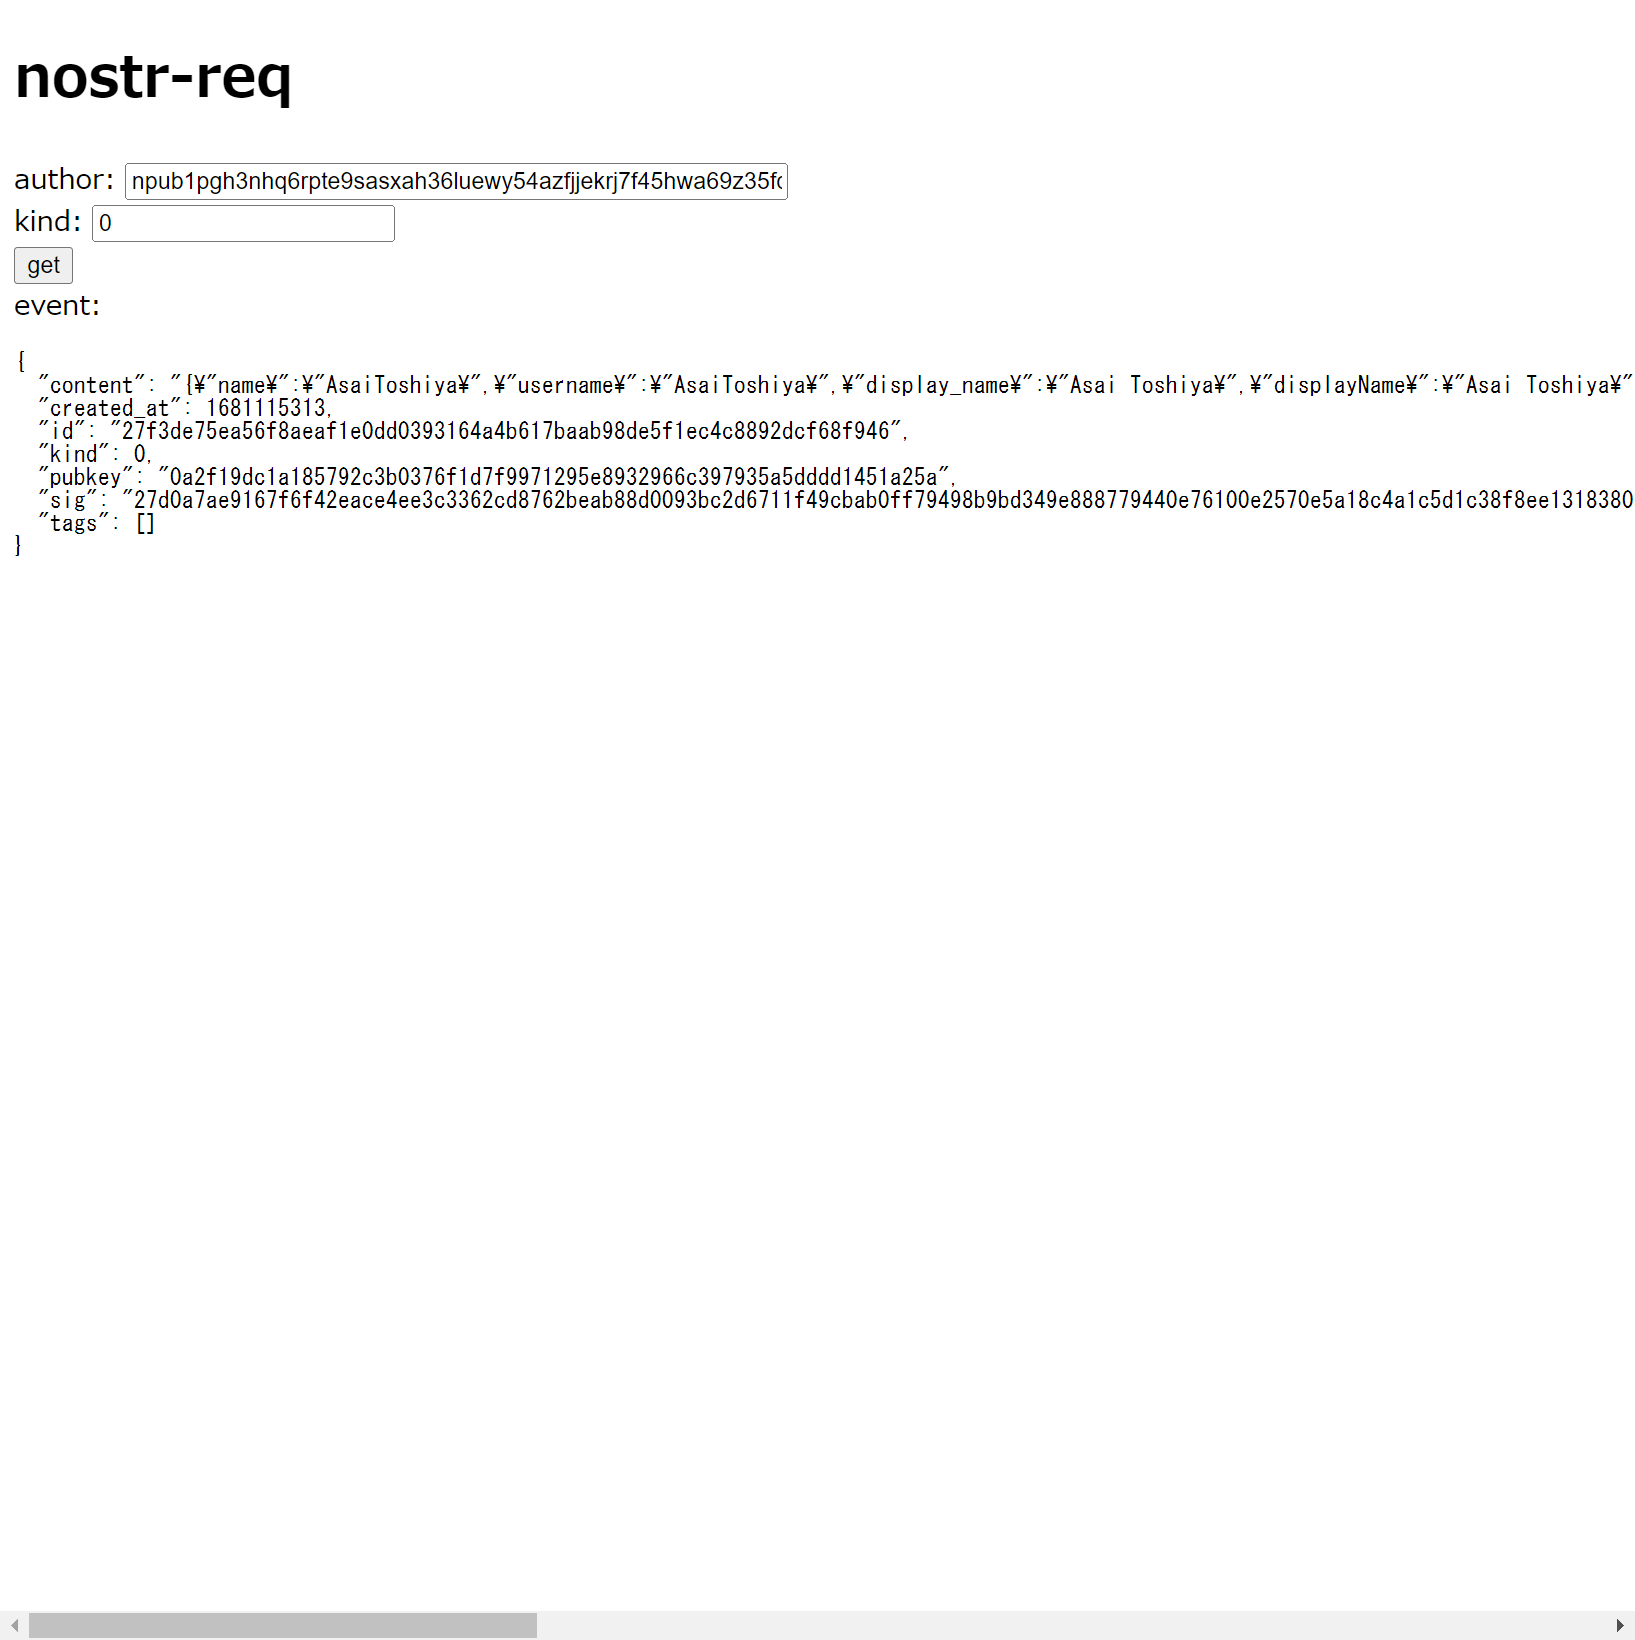 nostr-req
author: npub1pgh3nhq6rpte9sasxah36luewy54azfjjekrj7f45hwa69z35f
kind: 0
get
event:
{
  "content": "{¥"name¥":¥"AsaiToshiya¥",¥"username¥":¥"AsaiToshiya¥",¥"display_name¥":¥"Asai Toshiya¥",¥"displayName¥":¥"Asai Toshiya¥"
  "created_at": 1681115313,
  "id": "27f3de75ea56f8aeaf1e0dd0393164a4b617baab98de5f1ec4c8892dcf68f946",
  "kind": 0,
  "pubkey": "0a2f19dc1a185792c3b0376f1d7f9971295e8932966c397935a5dddd1451a25a",
  "sig": "27d0a7ae9167f6f42eace4ee3c3362cd8762beab88d0093bc2d6711f49cbab0ff79498b9bd349e888779440e76100e2570e5a18c4a1c5d1c38f8ee1318380
  "tags": []
}